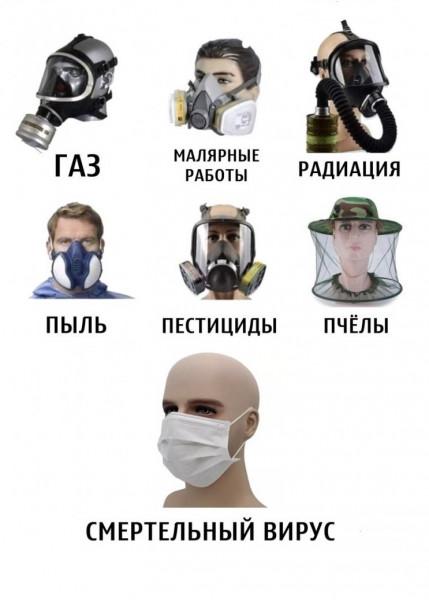 ГАЗ
МАЛЯРНЫЕ
РАБОТЫ
РАДИАЦИЯ
ПЫЛЬ
ПЕСТИЦИДЫ
ПЧЁЛЫ
СМЕРТЕЛЬНЫЙ ВИРУС